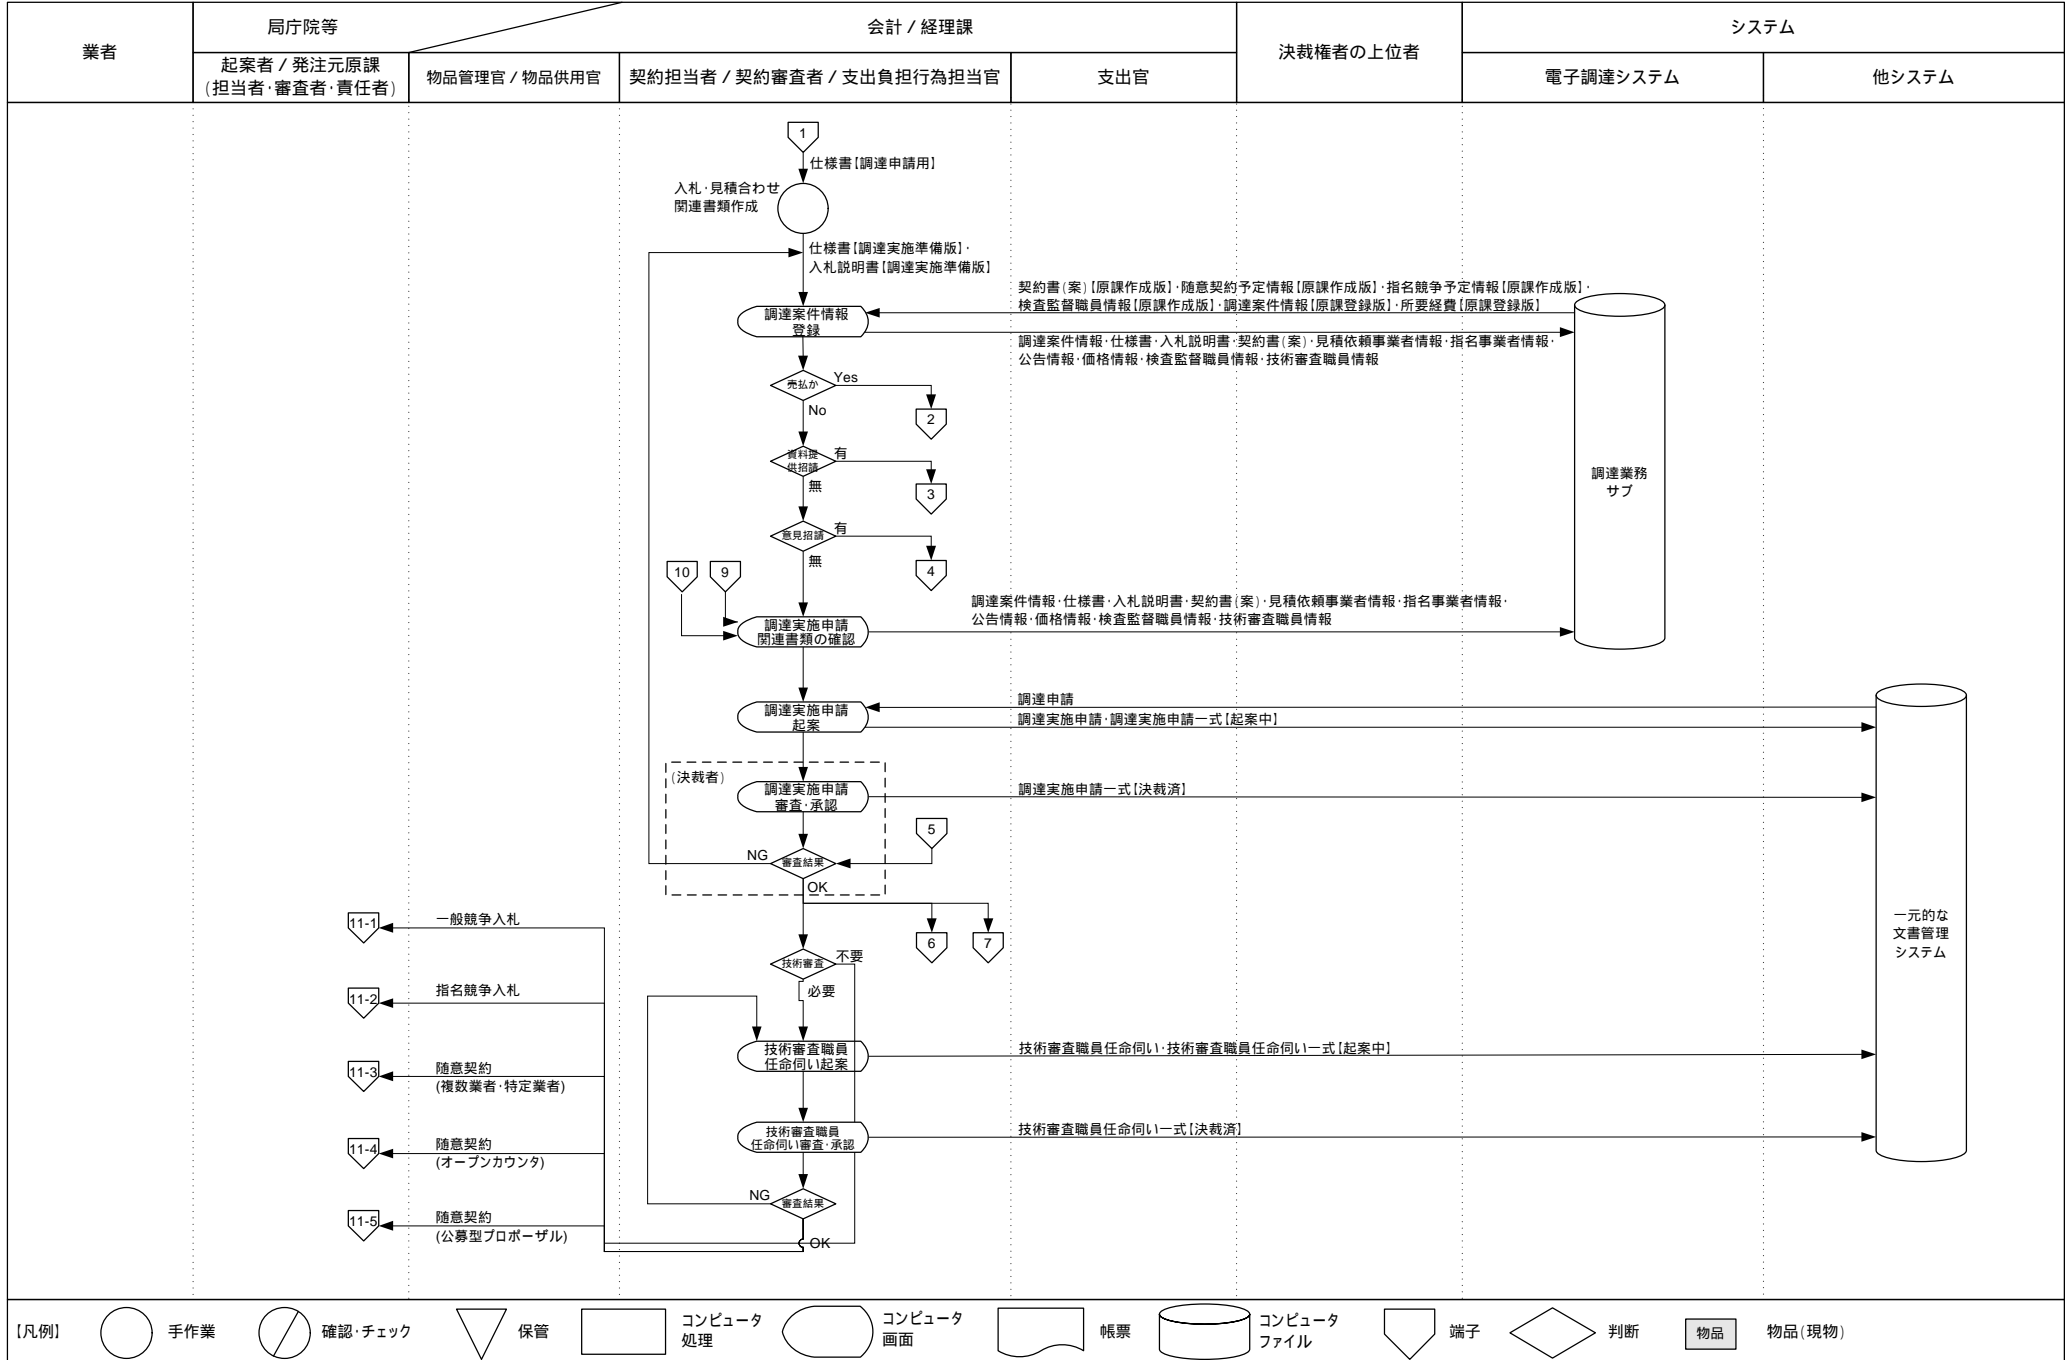 業者
局庁院等
会計 / 経理課
決裁権者の上位者
システム
起案者 / 発注元原課
(担当者･審査者･責任者)
物品管理官 / 物品供用官
契約担当者 / 契約審査者 / 支出負担行為担当官
支出官
電子調達システム
他システム
1
仕様書【調達申請用】
入札･見積合わせ
関連書類作成
仕様書【調達実施準備版】･
入札説明書【調達実施準備版】
契約書(案)【原課作成版】･随意契約予定情報【原課作成版】･指名競争予定情報【原課作成版】･
検査監督職員情報【原課作成版】･調達案件情報【原課登録版】･所要経費【原課登録版】
調達案件情報
登録
調達案件情報･仕様書･入札説明書･契約書(案)･見積依頼事業者情報･指名事業者情報･
公告情報･価格情報･検査監督職員情報･技術審査職員情報
売払か
Yes
No
2
資料提
供招請
有
無
3
調達業務
サブ
意見招請
有
無
4
10
9
調達案件情報･仕様書･入札説明書･契約書(案)･見積依頼事業者情報･指名事業者情報･
公告情報･価格情報･検査監督職員情報･技術審査職員情報
調達実施申請
関連書類の確認
調達申請
調達実施申請
起案
調達実施申請･調達実施申請一式【起案中】
(決裁者)
調達実施申請
審査･承認
調達実施申請一式【決裁済】
5
NG
審査結果
OK
11-1
一般競争入札
6
7
一元的な
文書管理
システム
技術審査
不要
必要
11-2
指名競争入札
技術審査職員
任命伺い起案
技術審査職員任命伺い･技術審査職員任命伺い一式【起案中】
11-3
随意契約
(複数業者･特定業者)
技術審査職員
任命伺い審査･承認
技術審査職員任命伺い一式【決裁済】
11-4
随意契約
(オープンカウンタ)
NG
審査結果
OK
11-5
随意契約
(公募型プロポーザル)
【凡例】
手作業
確認･チェック
保管
コンピュータ
処理
コンピュータ
画面
帳票
コンピュータ
ファイル
端子
判断
物品
物品(現物)